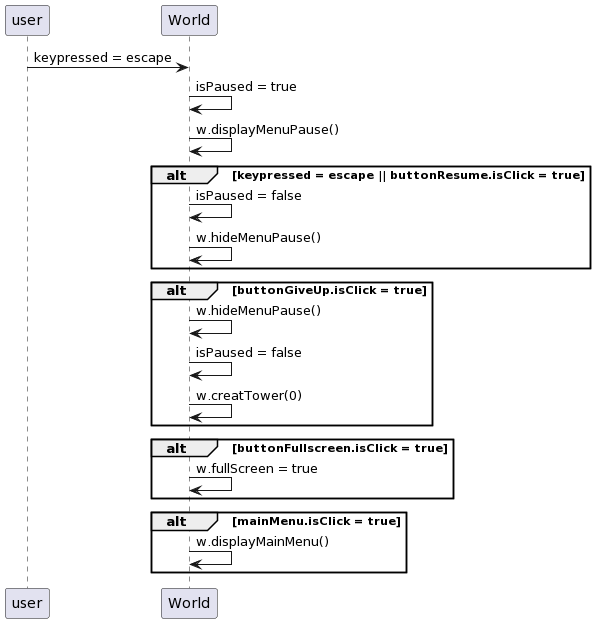 user World
keypressed = escape
isPaused = true
w.displayMenuPause()
alt [keypressed = escape || buttonResume.isClick = true]
isPaused = false
w.hideMenuPause()
alt [buttonGiveUp.isClick = true]
w.hideMenuPause()
isPaused = false
w.creatTower(0)
alt [buttonFullscreen.isClick = true]
w.fullScreen = true
alt [mainMenu.isClick = true]
w.displayMainMenu()
user World